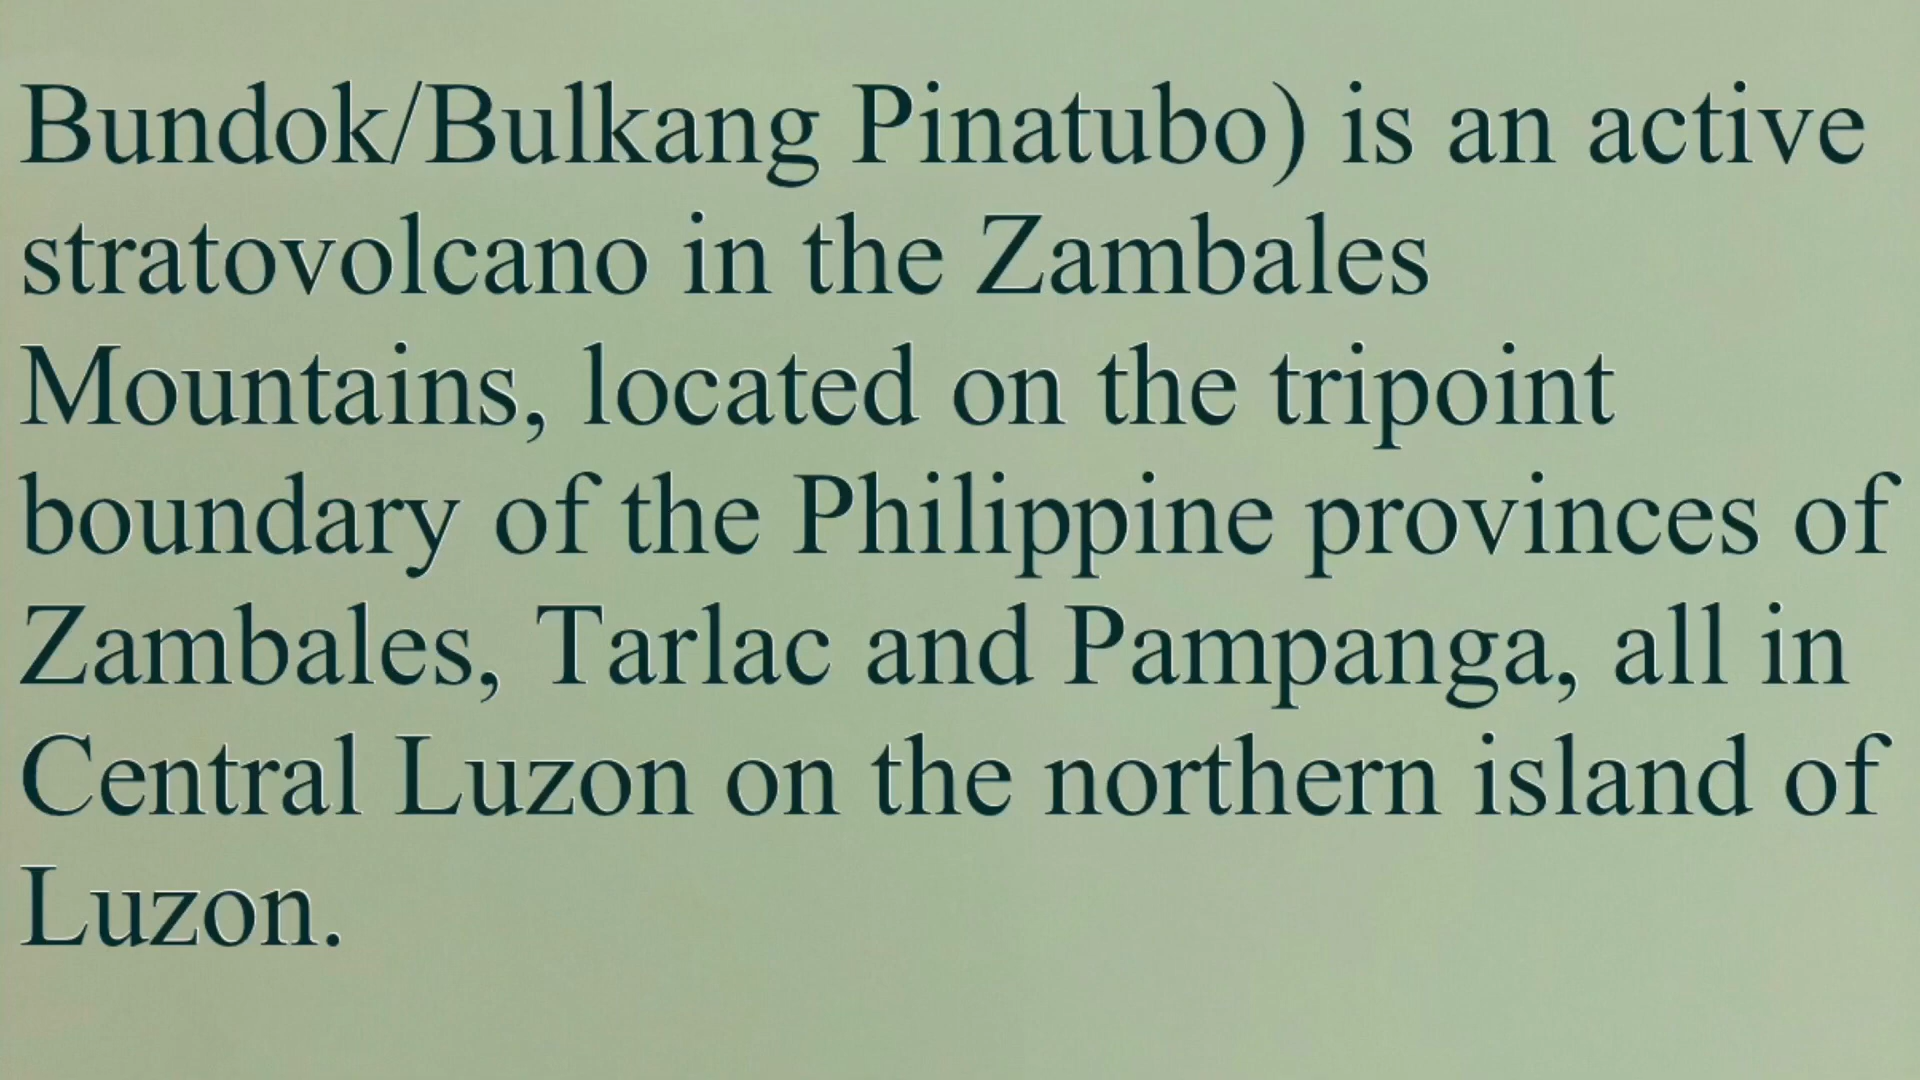 Bundok/Bulkang Pinatubo) is an active
stratovolcano in the Zambales
Mountains, located on the tripoint
boundary of the Philippine provinces of
Zambales, Tarlac and Pampanga, all in
Central Luzon on the northern island of
Luzon.